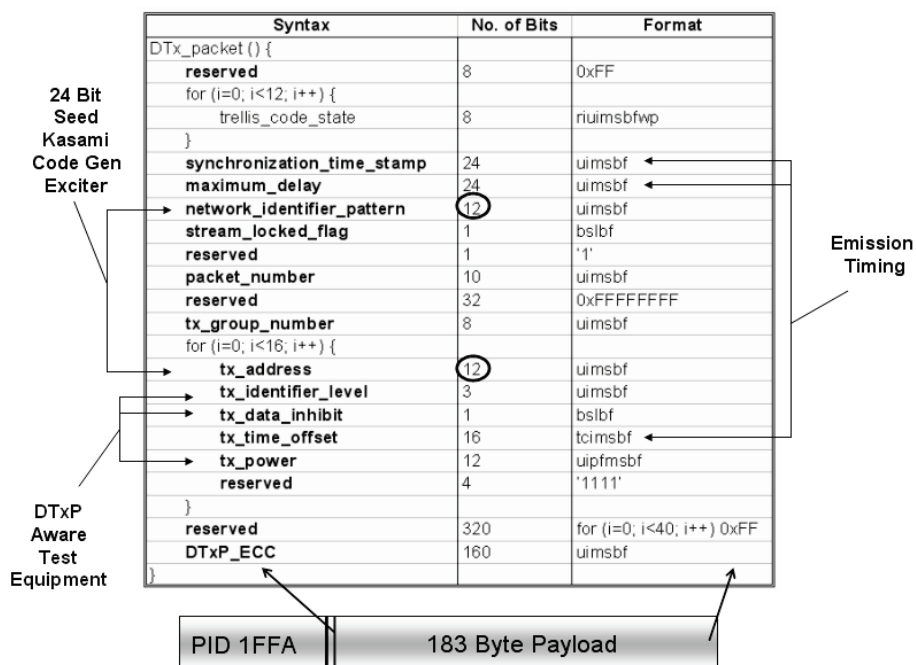 Syntax No. of Bits Format
DTx_packet () {
reserved 8 0xFF
for (i=0; i<12; i++) {
trellis_code_state 8 riuimsbfwp
}
synchronization_time_stamp 24 uimsbf
maximum_delay 24 uimsbf
network_identifier_pattern 12 uimsbf
stream_locked_flag 1 bslbf
reserved 1 '1'
packet_number 10 uimsbf
reserved 32 0xFFFFFFFF
tx_group_number 8 uimsbf
for (i=0; i<16; i++) {
tx_address 12 uimsbf
tx_identifier_level 3 uimsbf
tx_data_inhibit 1 bslbf
tx_time_offset 16 tcimsbf
tx_power 12 uipfmsbf
reserved 4 '1111'
}
reserved 320 for (i=0; i<40; i++) 0xFF
DTxP_ECC 160 uimsbf
}
24 Bit
Seed
Kasami
Code Gen
Exciter
DTxP
Aware
Test
Equipment
Emission
Timing
PID 1FFA 183 Byte Payload